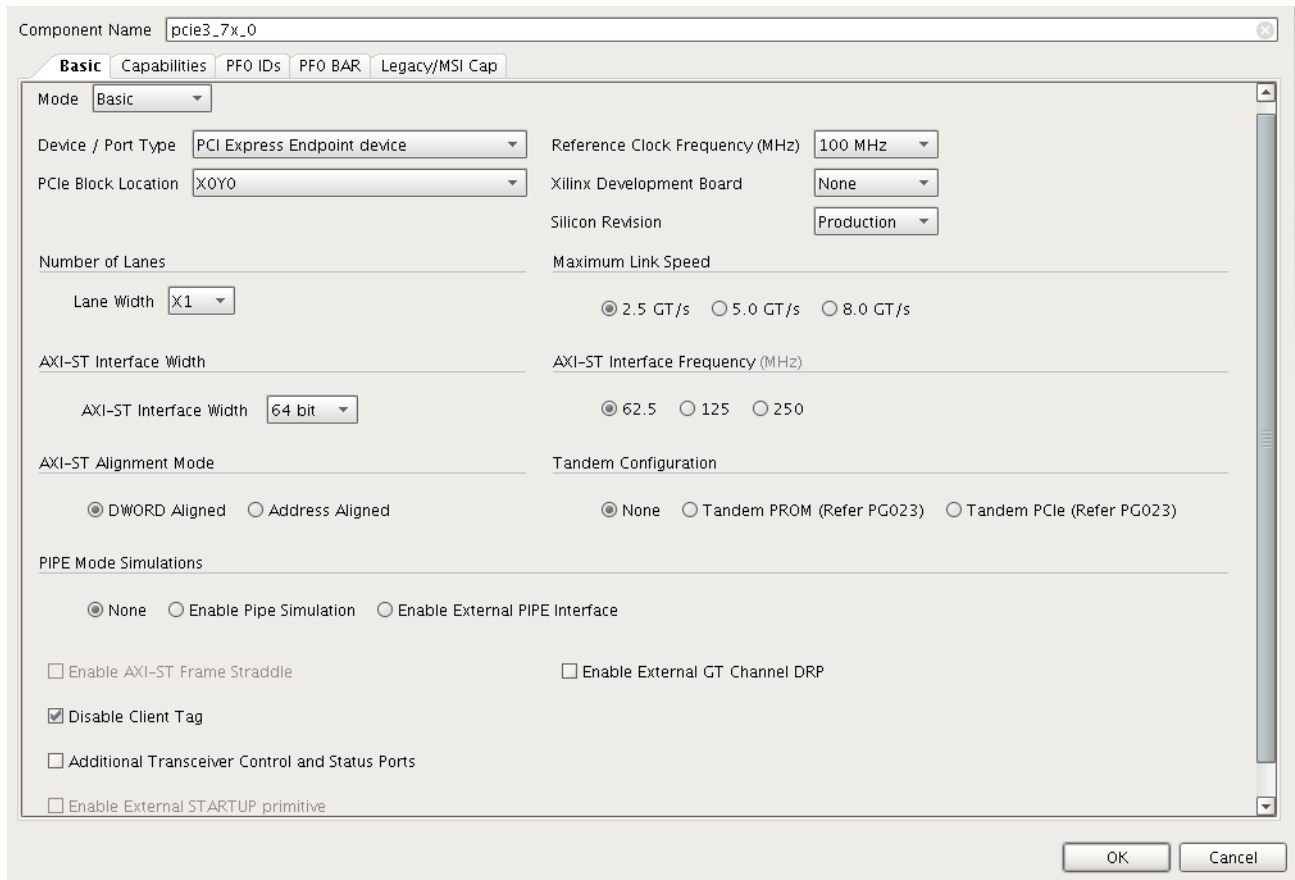 Component Name pcie3_7x_0
Basic Capabilities PF0 IDs PF0 BAR Legacy/MSI Cap
Mode Basic
Device / Port Type PCI Express Endpoint device Reference Clock Frequency (MHz) 100 MHz
PCIe Block Location X0Y0 Xilinx Development Board None
Silicon Revision Production
Number of Lanes Maximum Link Speed
Lane Width X1 2.5 GT/s 5.0 GT/s 8.0 GT/s
AXI-ST Interface Width AXI-ST Interface Frequency (MHz)
AXI-ST Interface Width 64 bit 62.5 125 250
AXI-ST Alignment Mode Tandem Configuration
DWORD Aligned Address Aligned None Tandem PROM (Refer PG023) Tandem PCIe (Refer PG023)
PIPE Mode Simulations
None Enable Pipe Simulation Enable External PIPE Interface
Enable AXI-ST Frame Straddle Enable External GT Channel DRP
Disable Client Tag
Additional Transceiver Control and Status Ports
Enable External STARTUP primitive
OK Cancel